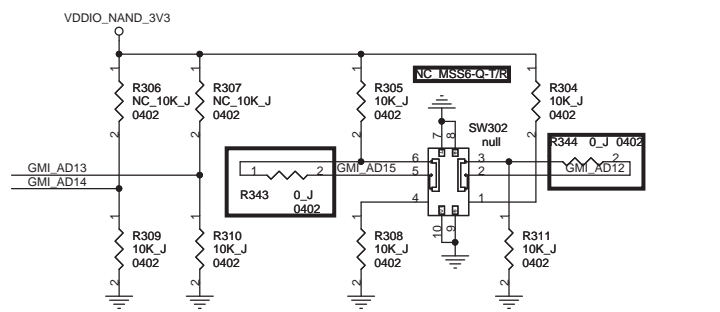 VDDIO_NAND_3V3
1 1 1 1
R306 R307 R305 NC_MSS6-Q-T/R R304
NC_10K_J NC_10K_J 10K_J 10K_J
0402 0402 0402 0402
2 2 2 7 8 SW302 2
null
R344 0_J 0402
6 3 2
GMI_AD13 1 2 GMI_AD15 5 2 GMI_AD12
GMI_AD14
R343 0_J 4 1
0402
1 1 1 1
R309 R310 R308 10 9 R311
10K_J 10K_J 10K_J 10K_J
0402 0402 0402 0402
2 2 2 2